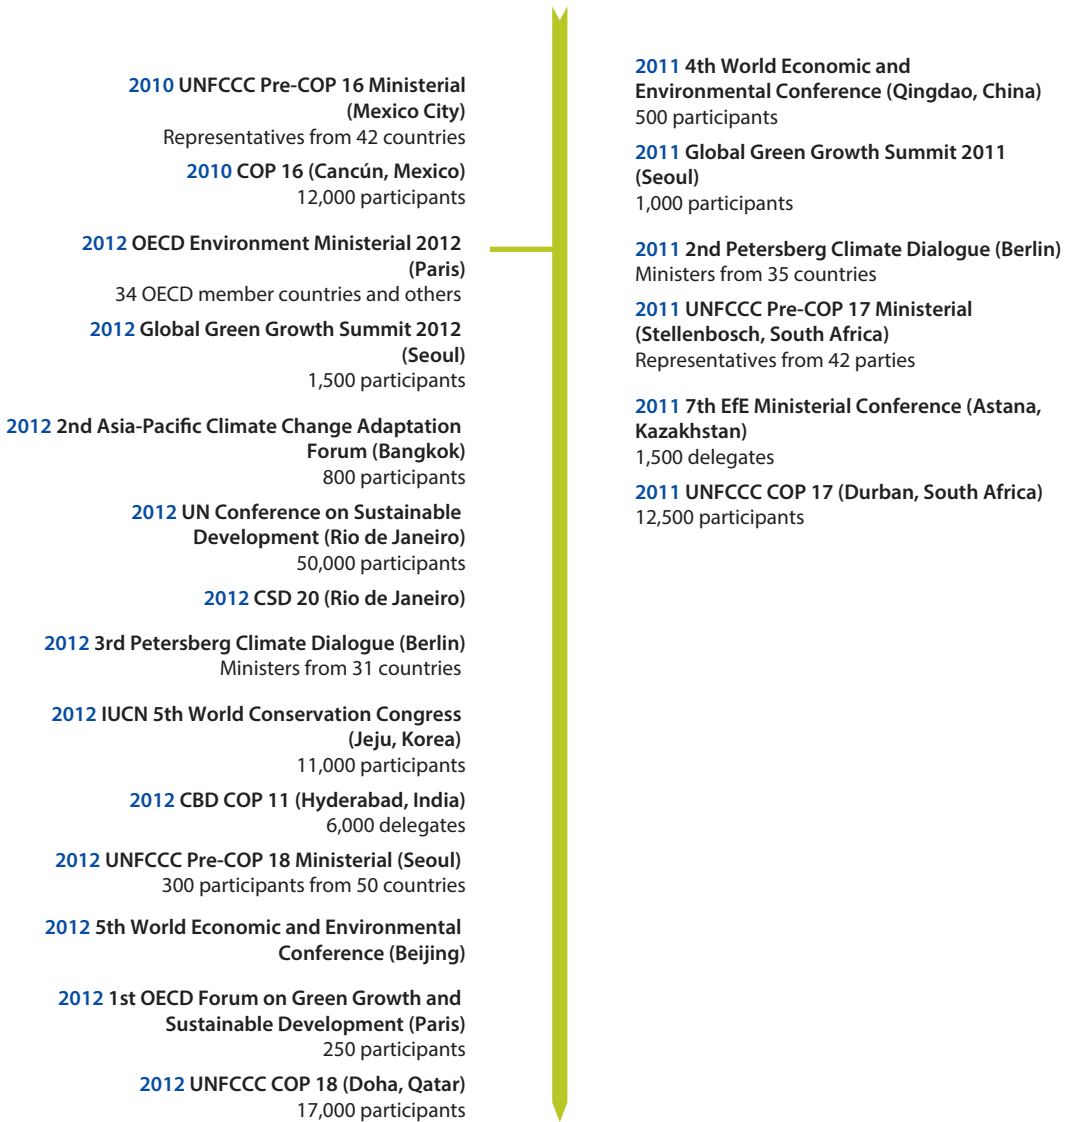 2010 UNFCCC Pre-COP 16 Ministerial
(Mexico City)
Representatives from 42 countries
2010 COP 16 (Cancún, Mexico)
12,000 participants
2012 OECD Environment Ministerial 2012
(Paris)
34 OECD member countries and others
2012 Global Green Growth Summit 2012
(Seoul)
1,500 participants
2012 2nd Asia-Pacific Climate Change Adaptation
Forum (Bangkok)
800 participants
2012 UN Conference on Sustainable
Development (Rio de Janeiro)
50,000 participants
2012 CSD 20 (Rio de Janeiro)
2012 3rd Petersberg Climate Dialogue (Berlin)
Ministers from 31 countries
2012 IUCN 5th World Conservation Congress
(Jeju, Korea)
11,000 participants
2012 CBD COP 11 (Hyderabad, India)
6,000 delegates
2012 UNFCCC Pre-COP 18 Ministerial (Seoul)
300 participants from 50 countries
2012 5th World Economic and Environmental
Conference (Beijing)
2012 1st OECD Forum on Green Growth and
Sustainable Development (Paris)
250 participants
2012 UNFCCC COP 18 (Doha, Qatar)
17,000 participants
2011 4th World Economic and
Environmental Conference (Qingdao, China)
500 participants
2011 Global Green Growth Summit 2011
(Seoul)
1,000 participants
2011 2nd Petersberg Climate Dialogue (Berlin)
Ministers from 35 countries
2011 UNFCCC Pre-COP 17 Ministerial
(Stellenbosch, South Africa)
Representatives from 42 parties
2011 7th EfE Ministerial Conference (Astana,
Kazakhstan)
1,500 delegates
2011 UNFCCC COP 17 (Durban, South Africa)
12,500 participants